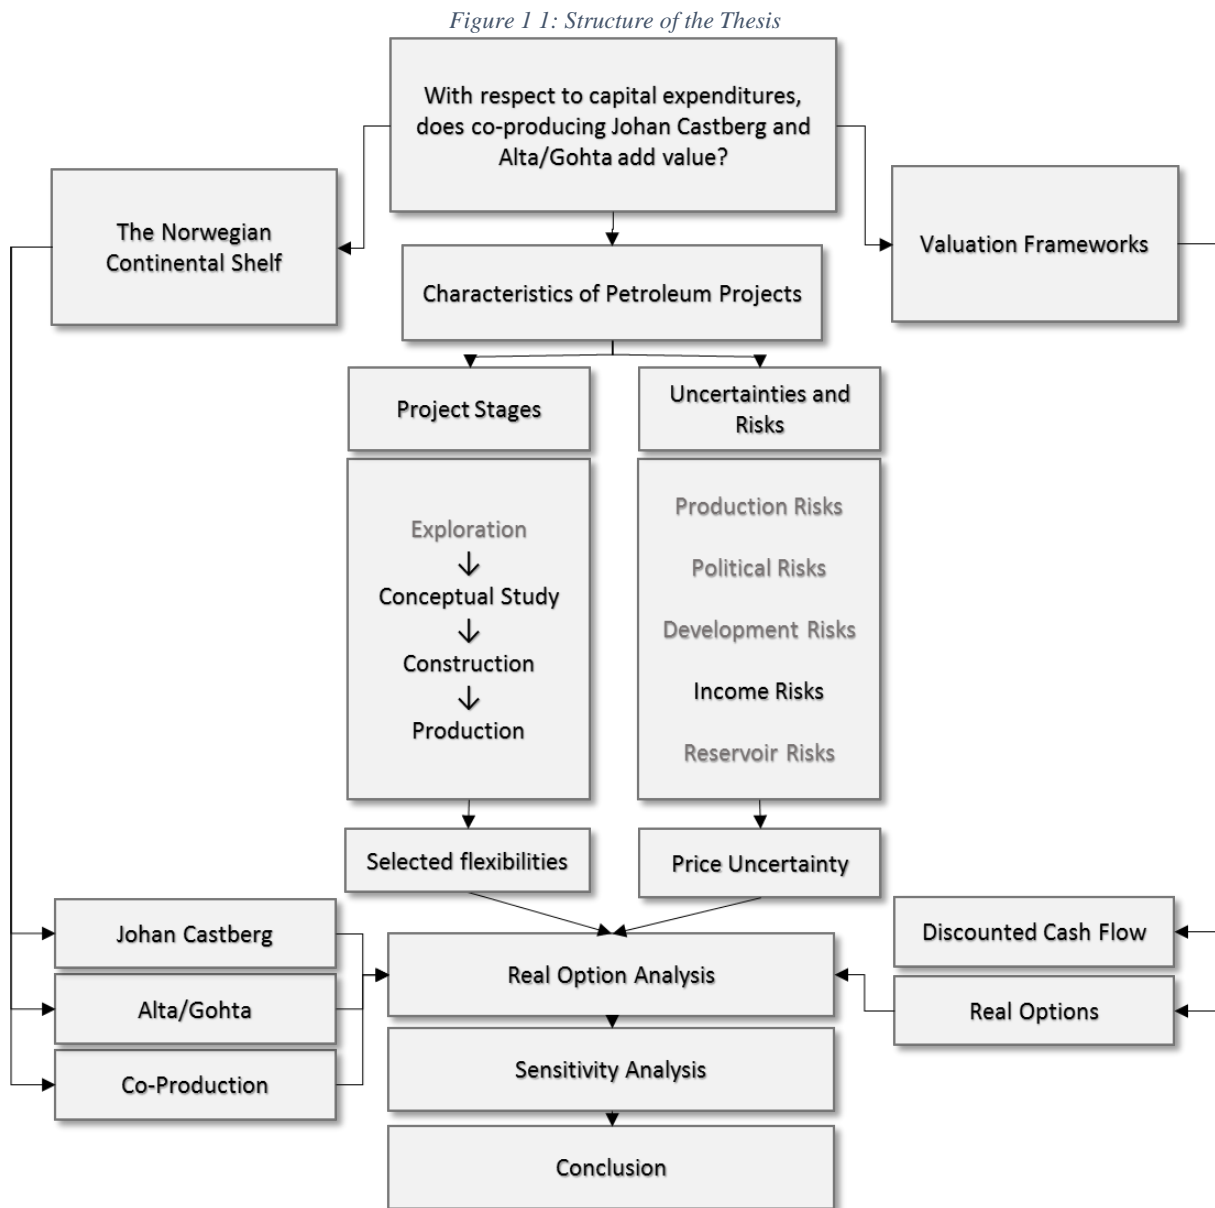 Figure 1 1: Structure of the Thesis
With respect to capital expenditures,
does co-producing Johan Castberg and
Alta/Gohta add value?
The Norwegian
Continental Shelf
Valuation Frameworks
Characteristics of Petroleum Projects
Project Stages
Uncertainties and
Risks
Exploration
↓
Conceptual Study
↓
Construction
↓
Production
Production Risks
Political Risks
Development Risks
Income Risks
Reservoir Risks
Selected flexibilities
Price Uncertainty
Johan Castberg
Alta/Gohta
Co-Production
Real Option Analysis
Discounted Cash Flow
Real Options
Sensitivity Analysis
Conclusion